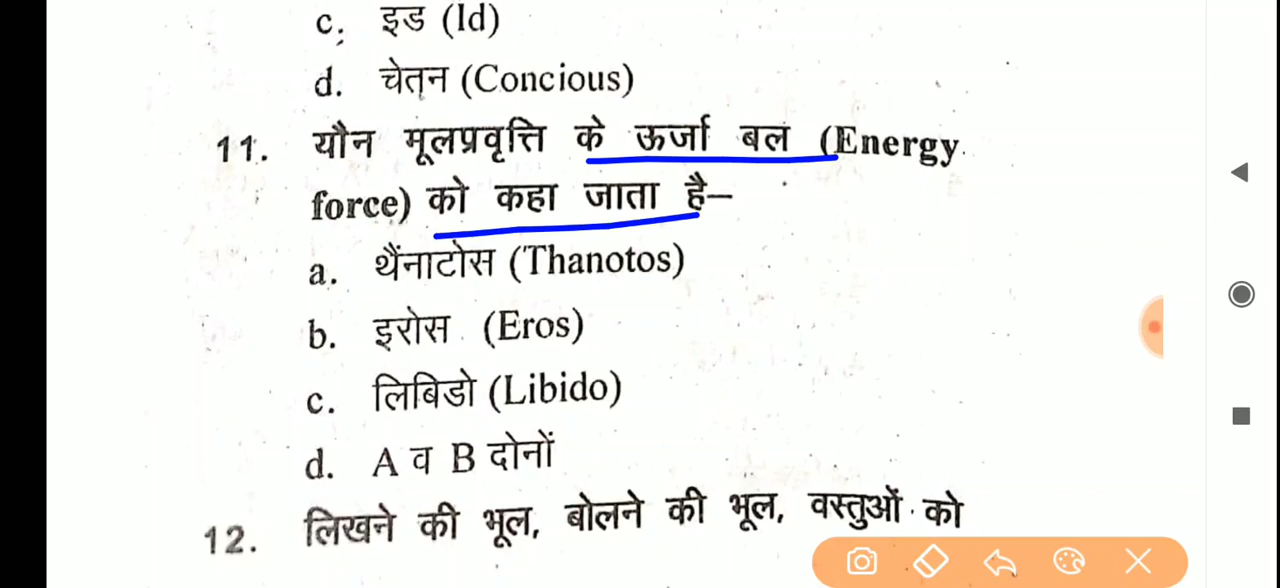 c. इड (Id)
d. चेतन (Concious)
11. यौन मूलप्रवृत्ति के ऊर्जा बल (Energy
force) को कहा जाता है–
a. थैंनाटोस (Thanotos)
b. इरोस (Eros)
c. लिबिडो (Libido)
d. A व B दोनों
12. लिखने की भूल, बोलने की भूल, वस्तुओं को